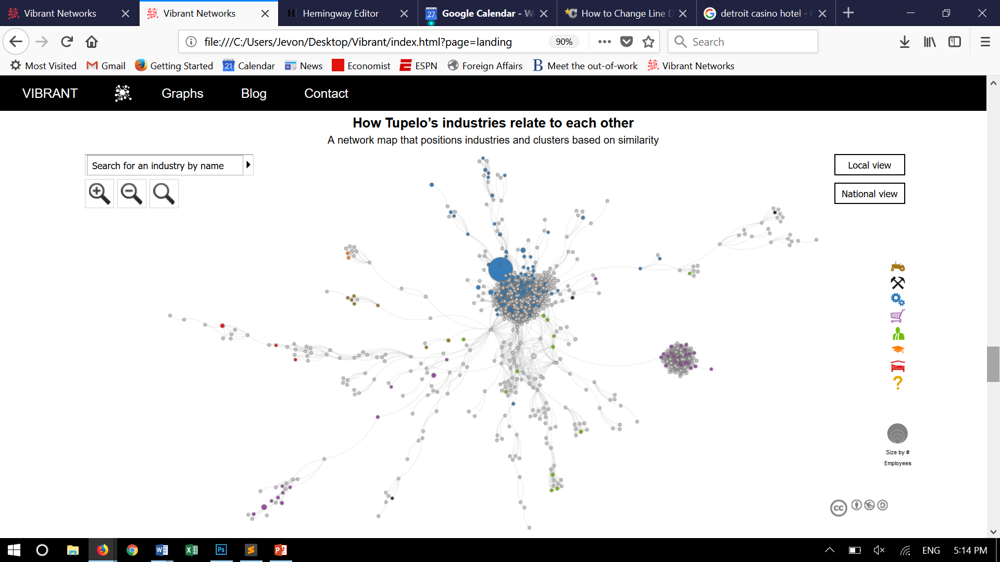 Vibrant Networks
Vibrant Networks
H Hemingway Editor
27 Google Calendar - W
How to Change Line D
detroit casino hotel -
file:///C:/Users/Jevon/Desktop/Vibrant/index.html?page=landing
90%
Search
Most Visited
Gmail
Getting Started
21 Calendar
News
Economist
ESPN
Foreign Affairs
B Meet the out-of-work
Vibrant Networks
VIBRANT
Graphs
Blog
Contact
How Tupelo’s industries relate to each other
A network map that positions industries and clusters based on similarity
Search for an industry by name
Local view
National view
?
Size by #
Employees
cc
Ps
ENG
5:14 PM